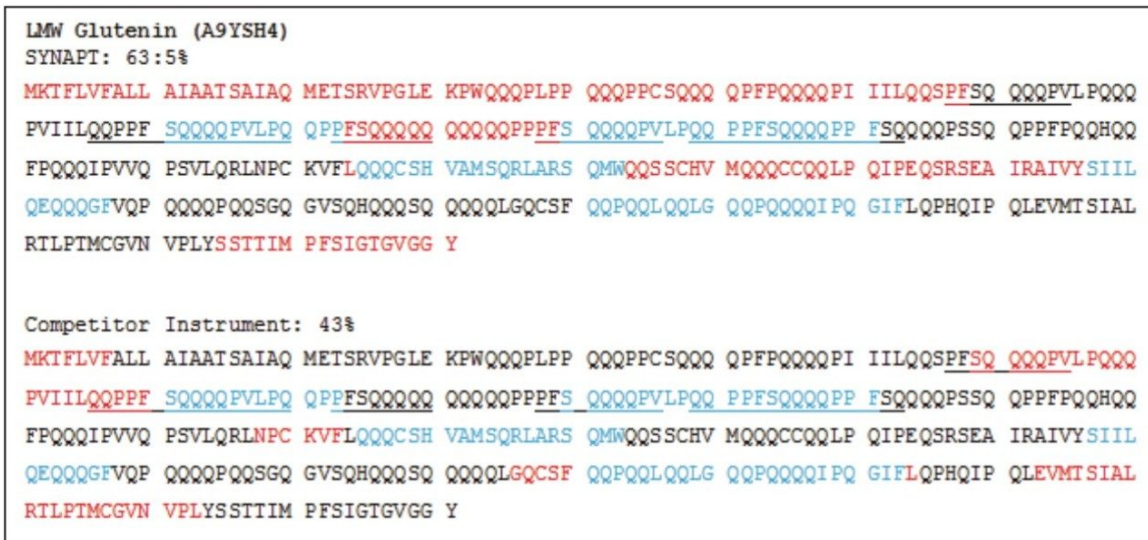 LMW Glutenin (A9YSH4)
SYNAPT: 63:5%
MKTFLVFALL AIAATSAIAQ METSRVPGLE KPWQQQPLPP QQQPPCSQQQ QPFPQQQQPI IILQQSPFSQ QQQQPVLPQQQ
PVIILQQPPF SQQQQPVLPQ QPPFSQQQQQ QQQQQPPPFS QQQQPVLPQQ PPFSQQQQPP FSQQQQPSSQ QPPFPQQHQQ
FPQQQIPVVQ PSVLQRLNPC KVFLQQQCSH VAMSQRLARS QMWQQSSCHV MQQQCCQQLP QIPEQSRSEA IRAIVYSIIL
QEQQQGFVQP QQQQPQQSGQ GVSQHQQQSQ QQQQLGQCSF QQPQQLQQLG QQPQQQQIPQ GIFLQPHQIP QLEVMTSIAL
RTLPTMCGVN VPLYSSTTIM PFSIGTGVGG Y
Competitor Instrument: 43%
MKTFLVFALL AIAATSAIAQ METSRVPGLE KPWQQQPLPP QQQPPCSQQQ QPFPQQQQPI IILQQSPFSQ QQQQPVLPQQQ
PVIILQQPPF SQQQQPVLPQ QPPFSQQQQQ QQQQQPPPFS QQQQPVLPQQ PPFSQQQQPP FSQQQQPSSQ QPPFPQQHQQ
FPQQQIPVVQ PSVLQRLNPC KVFLQQQCSH VAMSQRLARS QMWQQSSCHV MQQQCCQQLP QIPEQSRSEA IRAIVYSIIL
QEQQQGFVQP QQQQPQQSGQ GVSQHQQQSQ QQQQLGQCSF QQPQQLQQLG QQPQQQQIPQ GIFLQPHQIP QLEVMTSIAL
RTLPTMCGVN VPLYSSTTIM PFSIGTGVGG Y